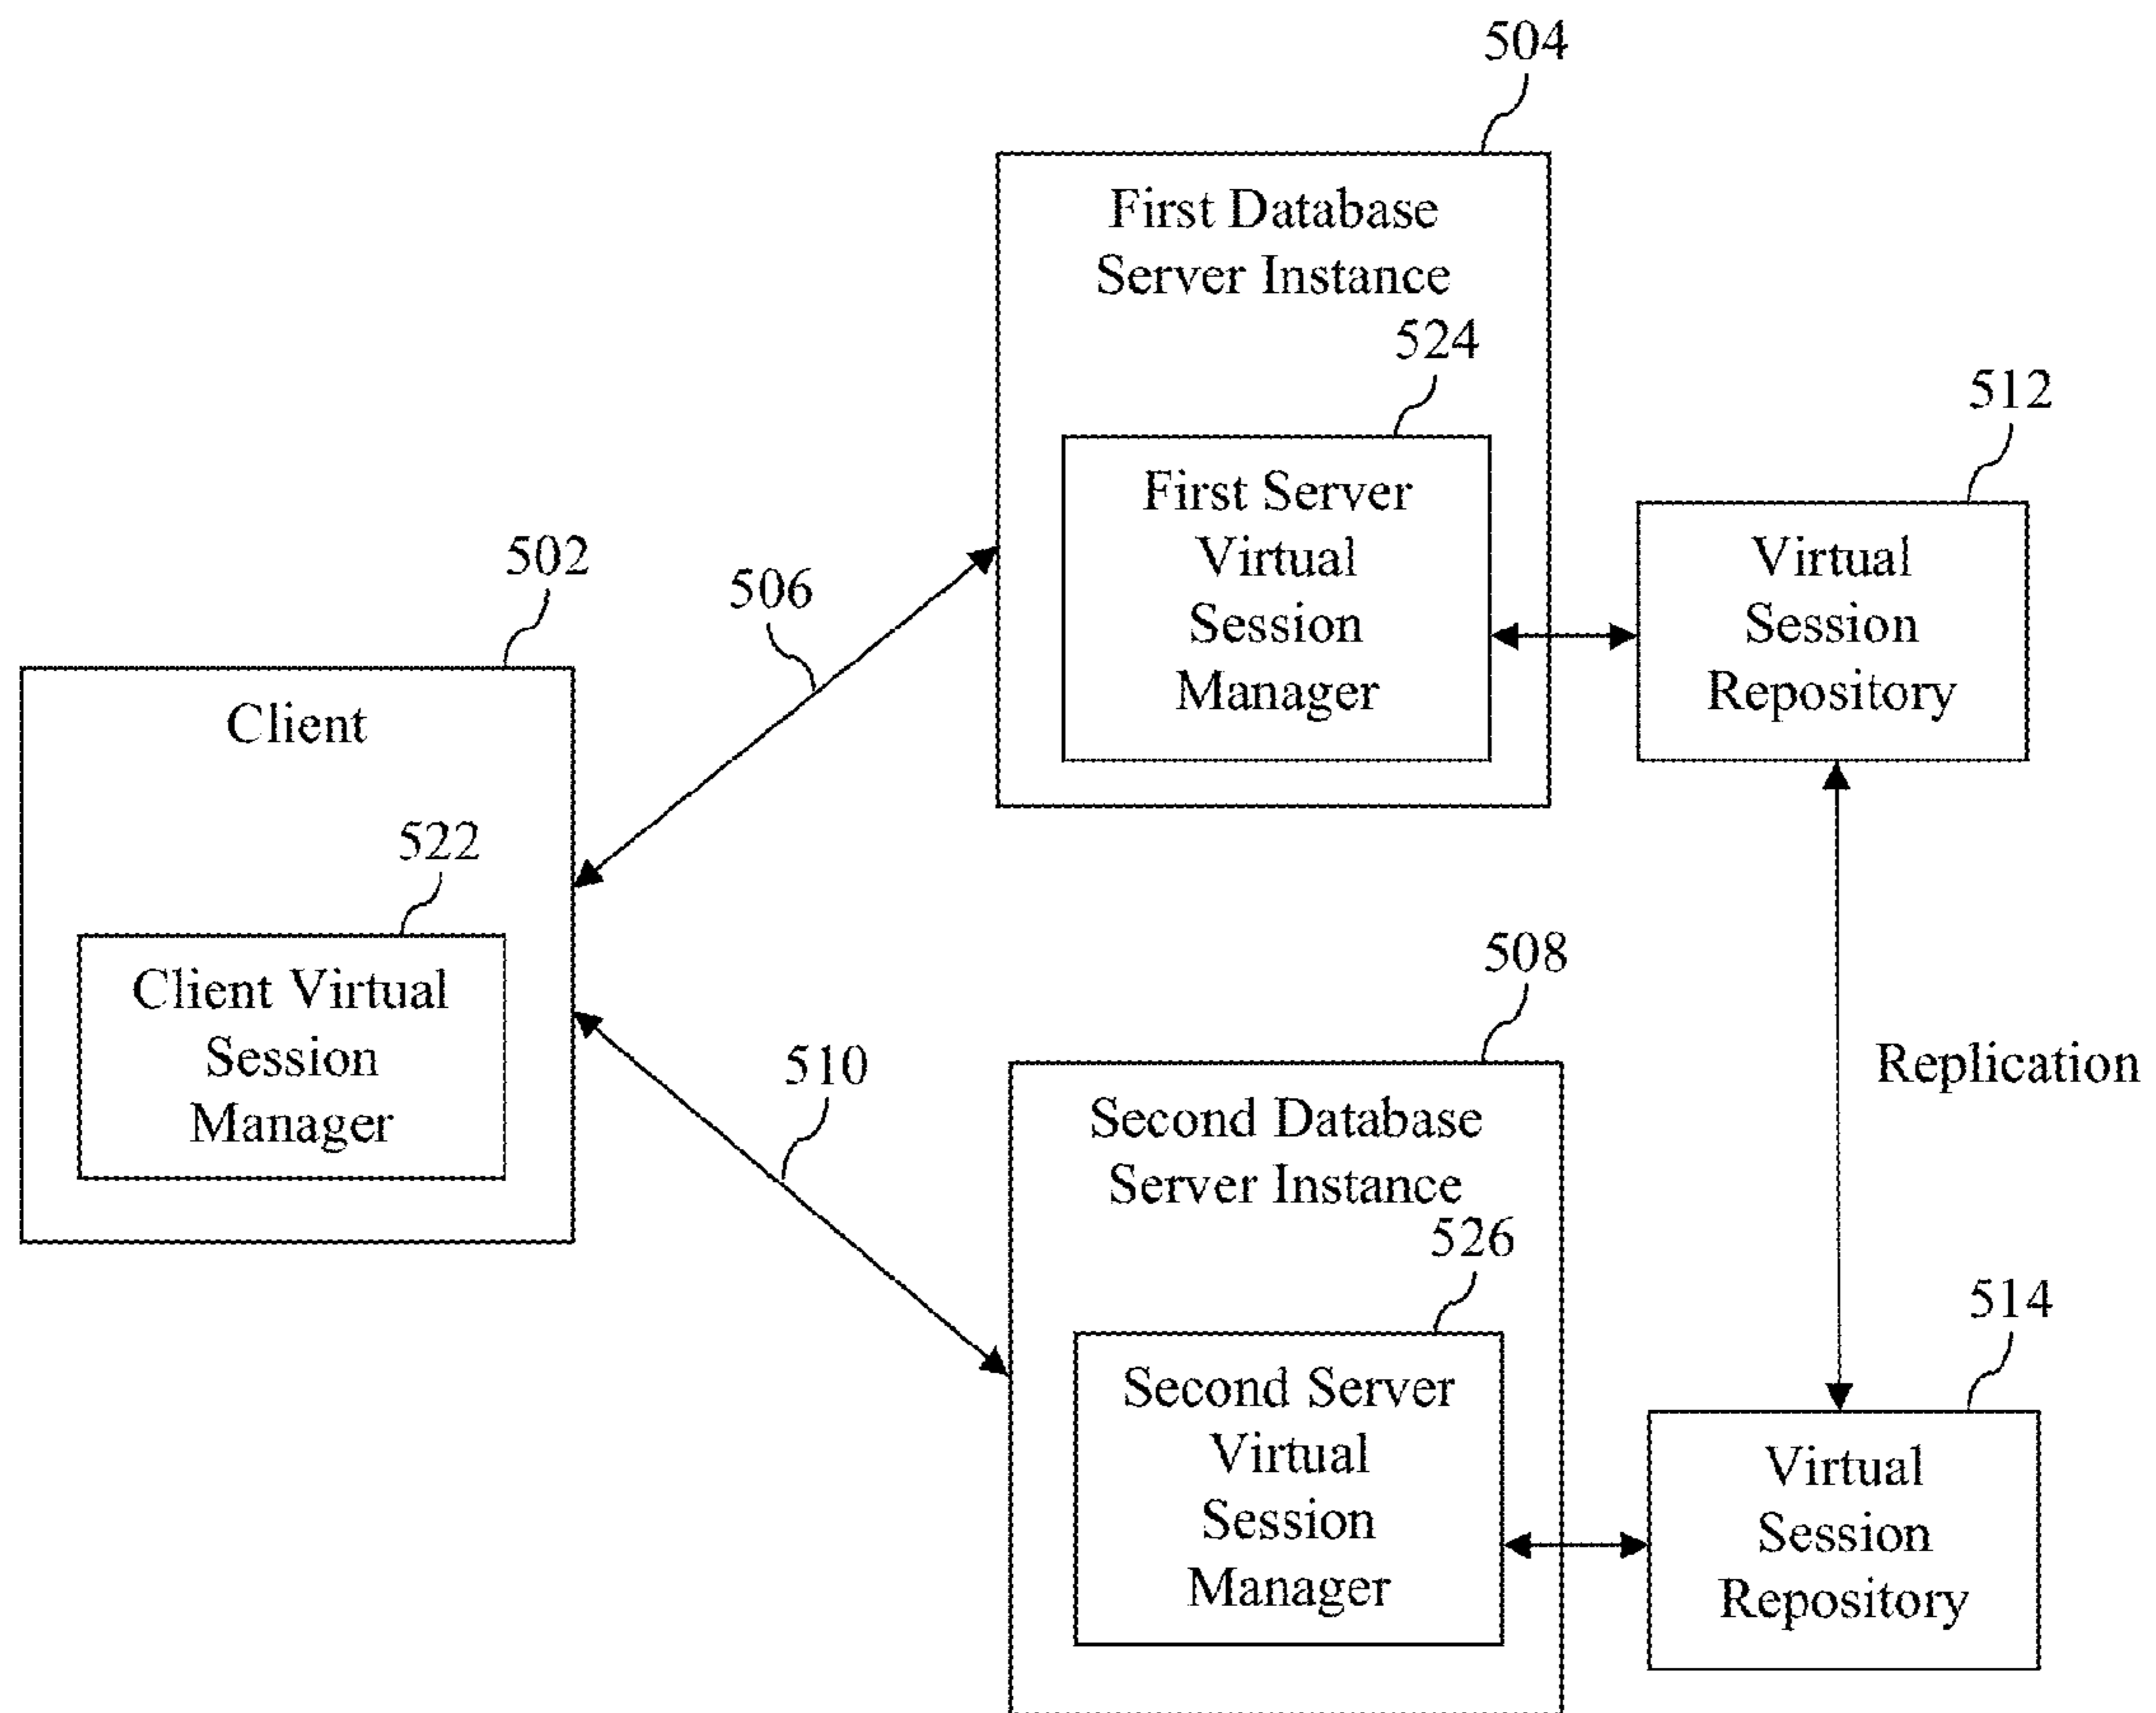 504
First Database
Server Instance
524
First Server
Virtual
Session
Manager
512
Virtual
Session
Repository
502
Client
506
522
Client Virtual
Session
Manager
510
508
Second Database
Server Instance
526
Second Server
Virtual
Session
Manager
Replication
514
Virtual
Session
Repository